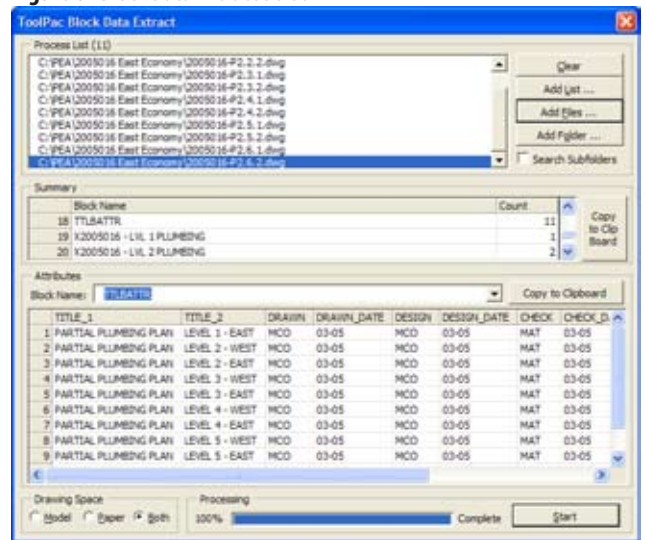 ToolPac Block Data Extract
Process List (11)
C:\PEA\2005016 East Economy\2005016-P2.2.2.dwg
C:\PEA\2005016 East Economy\2005016-P2.3.1.dwg
C:\PEA\2005016 East Economy\2005016-P2.3.2.dwg
C:\PEA\2005016 East Economy\2005016-P2.4.1.dwg
C:\PEA\2005016 East Economy\2005016-P2.4.2.dwg
C:\PEA\2005016 East Economy\2005016-P2.5.1.dwg
C:\PEA\2005016 East Economy\2005016-P2.5.2.dwg
C:\PEA\2005016 East Economy\2005016-P2.6.1.dwg
C:\PEA\2005016 East Economy\2005016-P2.6.2.dwg
Clear
Add List ...
Add Files ...
Add Folder ...
Search Subfolders
Summary
Block Name Count
18 TTLBATTR 11
19 X2005016 - LVL 1 PLUMBING 1
20 X2005016 - LVL 2 PLUMBING 2
Copy
to Clip
Board
Attributes
Block Name: TTLBATTR Copy to Clipboard
TITLE_1 TITLE_2 DRAWN DRAWN_DATE DESIGN DESIGN_DATE CHECK CHECK_D
1 PARTIAL PLUMBING PLAN LEVEL 1 - EAST MCO 03-05 MCO 03-05 MAT 03-05
2 PARTIAL PLUMBING PLAN LEVEL 2 - WEST MCO 03-05 MCO 03-05 MAT 03-05
3 PARTIAL PLUMBING PLAN LEVEL 2 - EAST MCO 03-05 MCO 03-05 MAT 03-05
4 PARTIAL PLUMBING PLAN LEVEL 3 - WEST MCO 03-05 MCO 03-05 MAT 03-05
5 PARTIAL PLUMBING PLAN LEVEL 3 - EAST MCO 03-05 MCO 03-05 MAT 03-05
6 PARTIAL PLUMBING PLAN LEVEL 4 - WEST MCO 03-05 MCO 03-05 MAT 03-05
7 PARTIAL PLUMBING PLAN LEVEL 4 - EAST MCO 03-05 MCO 03-05 MAT 03-05
8 PARTIAL PLUMBING PLAN LEVEL 5 - WEST MCO 03-05 MCO 03-05 MAT 03-05
9 PARTIAL PLUMBING PLAN LEVEL 5 - EAST MCO 03-05 MCO 03-05 MAT 03-05
Drawing Space
Model Paper Both
Processing
100% Complete
Start